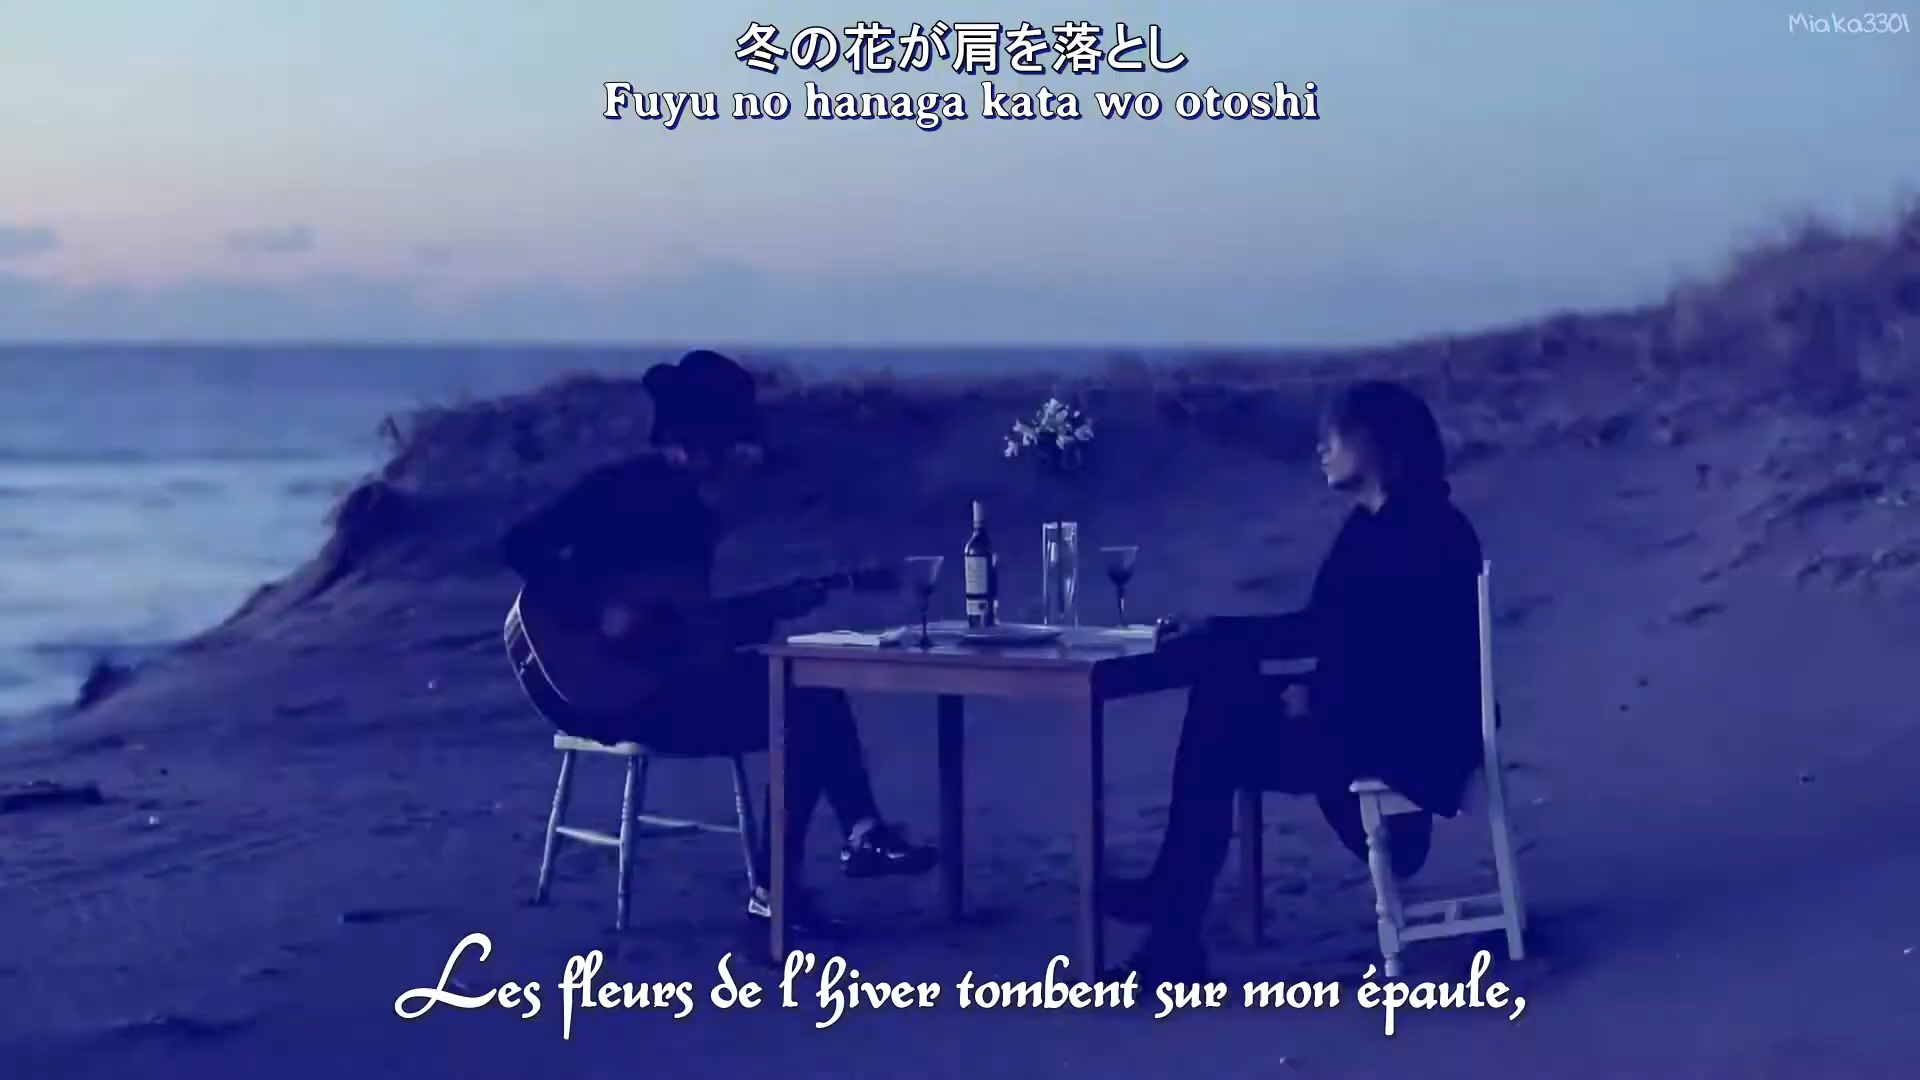 Miaka3301
冬の花が肩を落とし
Fuyu no hanaga kata wo otoshi
Les fleurs de l'hiver tombent sur mon épaule,